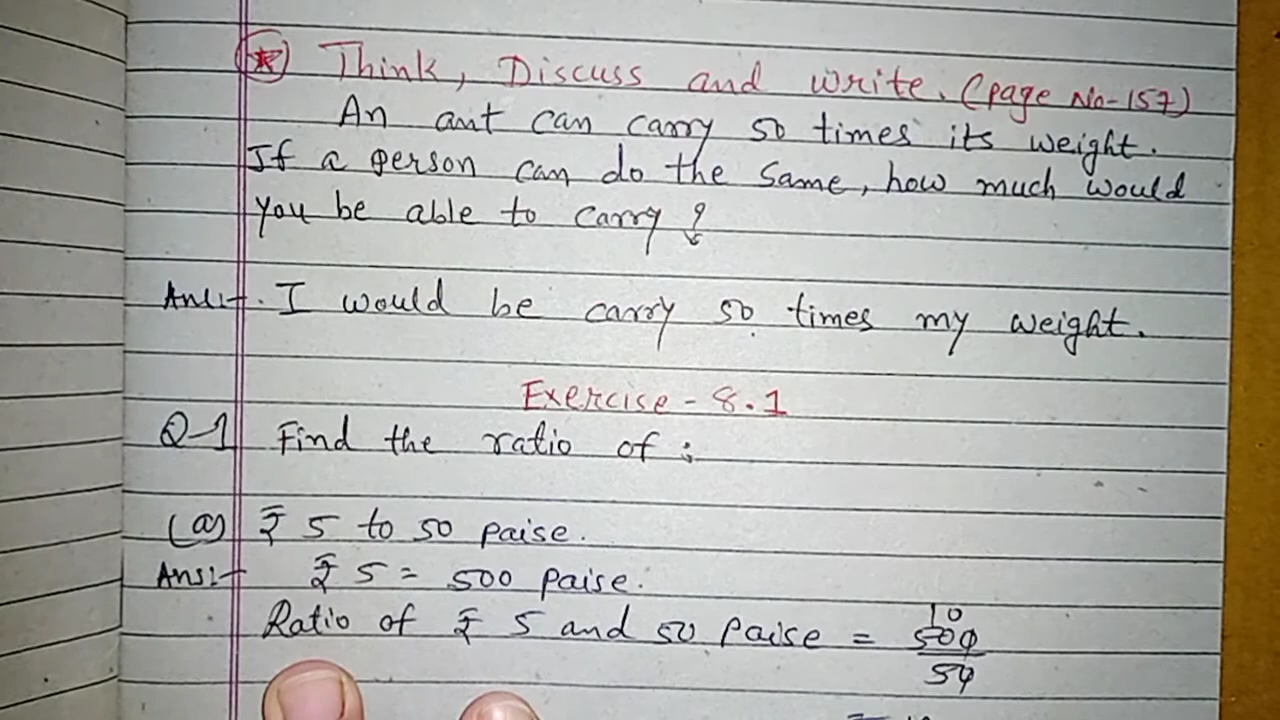 Think, Discuss and write. (page No-157)
An ant can carry 50 times its weight.
If a person can do the same, how much would
you be able to carry ?
Ans:- I would be carry 50 times my weight.
Exercise - 8.1
Q-1 Find the ratio of :
(a) ₹ 5 to 50 paise.
Ans:- ₹ 5 = 500 paise.
10
Ratio of ₹ 5 and 50 Paise = 500
50